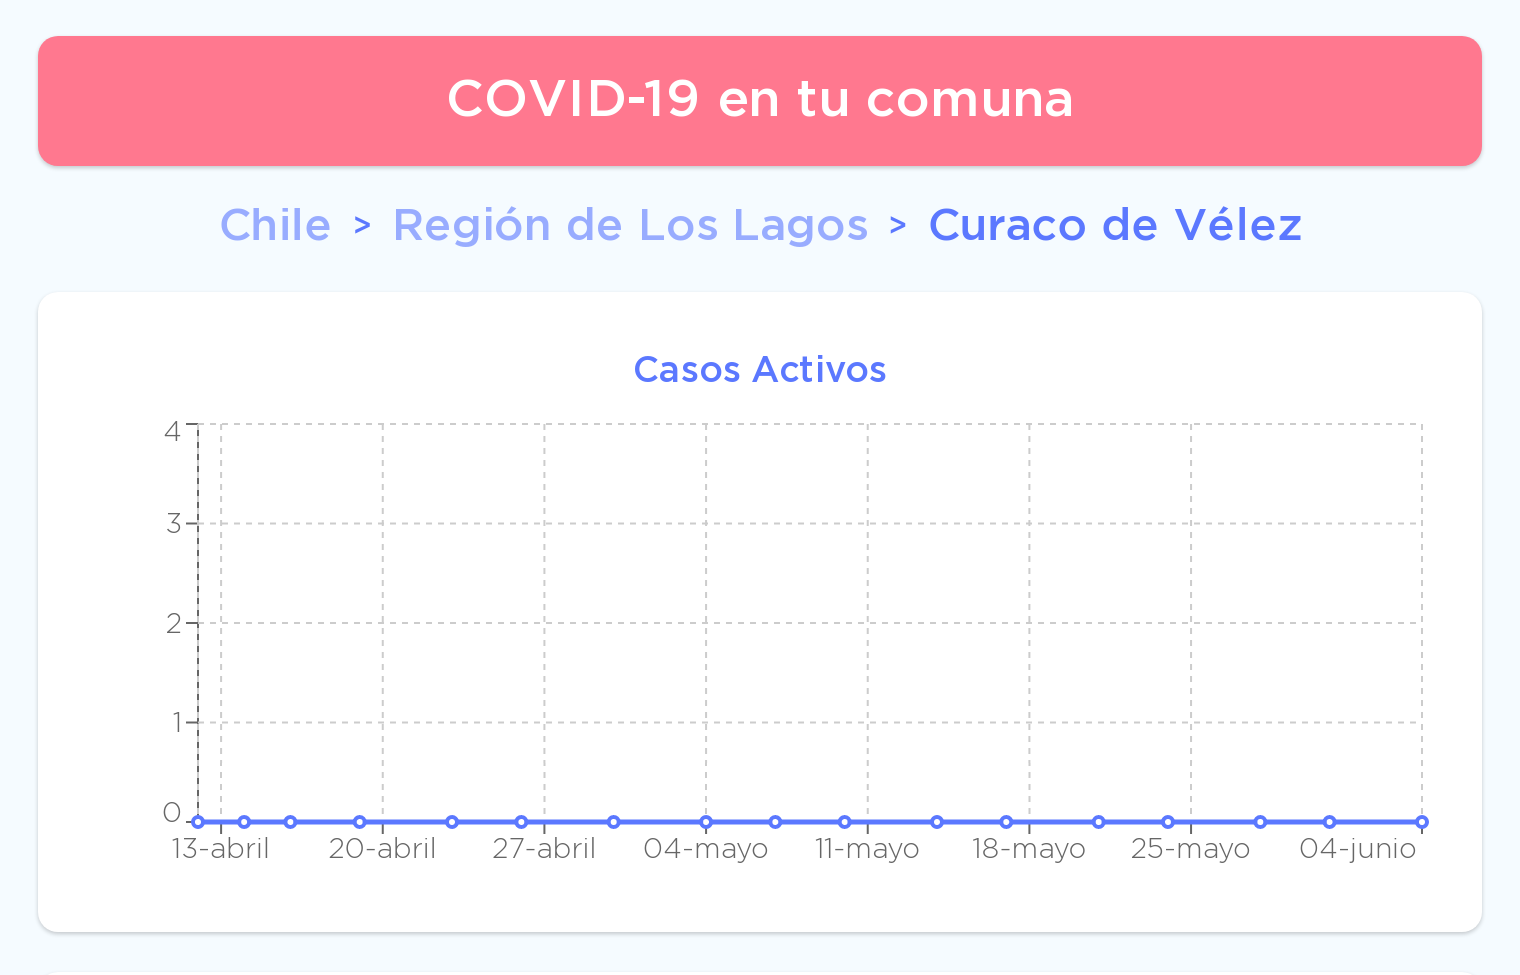 COVID-19 en tu comuna
Chile > Región de Los Lagos > Curaco de Vélez
Casos Activos
4
3
2
1
0
13-abril 20-abril 27-abril 04-mayo 11-mayo 18-mayo 25-mayo 04-junio